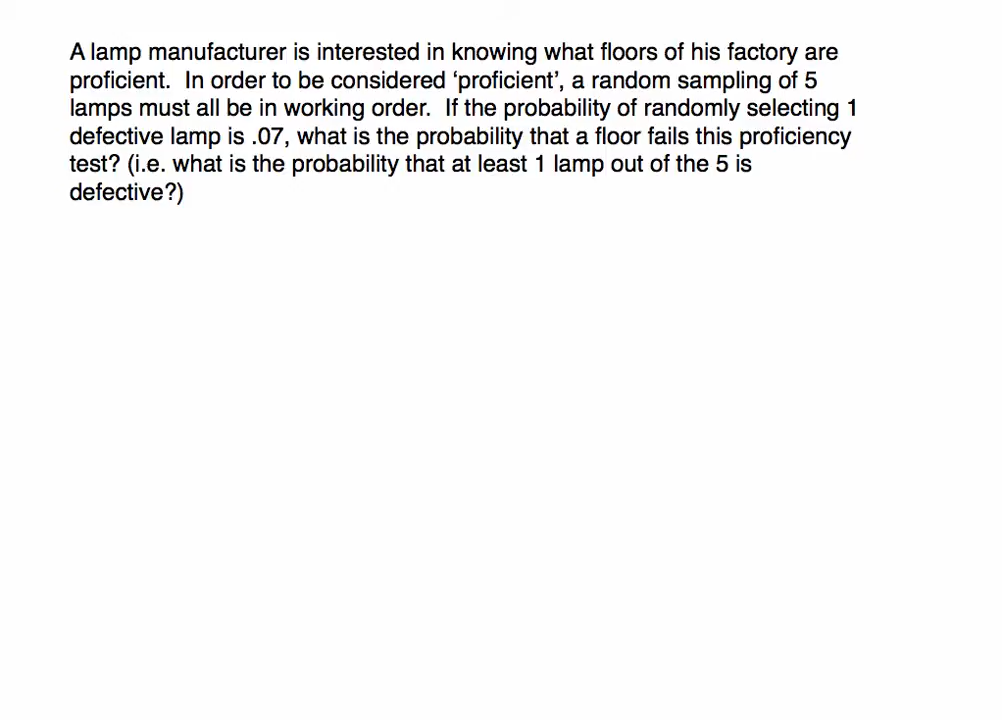 A lamp manufacturer is interested in knowing what floors of his factory are
proficient.  In order to be considered ‘proficient’, a random sampling of 5
lamps must all be in working order.  If the probability of randomly selecting 1
defective lamp is .07, what is the probability that a floor fails this proficiency
test? (i.e. what is the probability that at least 1 lamp out of the 5 is
defective?)